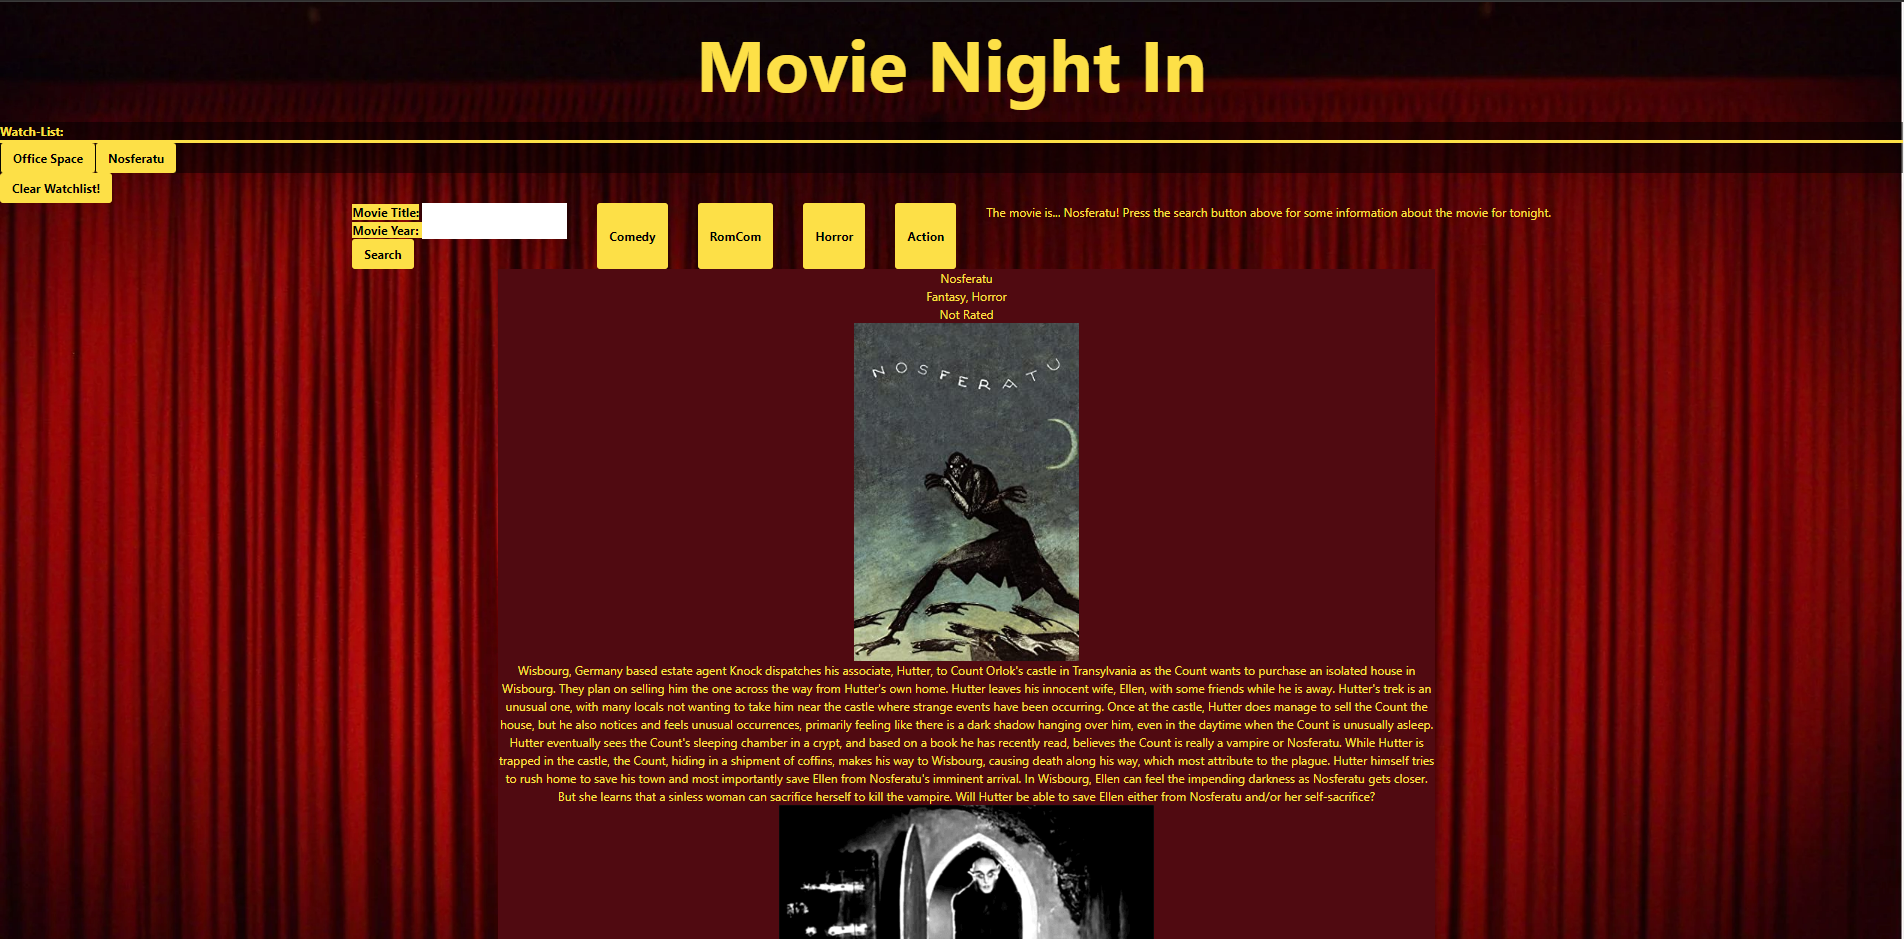 Movie Night In
Watch-List:
Office Space
Nosferatu
Clear Watchlist!
Movie Title:
Movie Year:
Search
Comedy
RomCom
Horror
Action
The movie is... Nosferatu! Press the search button above for some information about the movie for tonight.
Nosferatu
Fantasy, Horror
Not Rated
NOSFERATU
Wisbourg, Germany based estate agent Knock dispatches his associate, Hutter, to Count Orlok's castle in Transylvania as the Count wants to purchase an isolated house in
Wisbourg. They plan on selling him the one across the way from Hutter's own home. Hutter leaves his innocent wife, Ellen, with some friends while he is away. Hutter's trek is an
unusual one, with many locals not wanting to take him near the castle where strange events have been occurring. Once at the castle, Hutter does manage to sell the Count the
house, but he also notices and feels unusual occurrences, primarily feeling like there is a dark shadow hanging over him, even in the daytime when the Count is unusually asleep.
Hutter eventually sees the Count's sleeping chamber in a crypt, and based on a book he has recently read, believes the Count is really a vampire or Nosferatu. While Hutter is
trapped in the castle, the Count, hiding in a shipment of coffins, makes his way to Wisbourg, causing death along his way, which most attribute to the plague. Hutter himself tries
to rush home to save his town and most importantly save Ellen from Nosferatu's imminent arrival. In Wisbourg, Ellen can feel the impending darkness as Nosferatu gets closer.
But she learns that a sinless woman can sacrifice herself to kill the vampire. Will Hutter be able to save Ellen either from Nosferatu and/or her self-sacrifice?